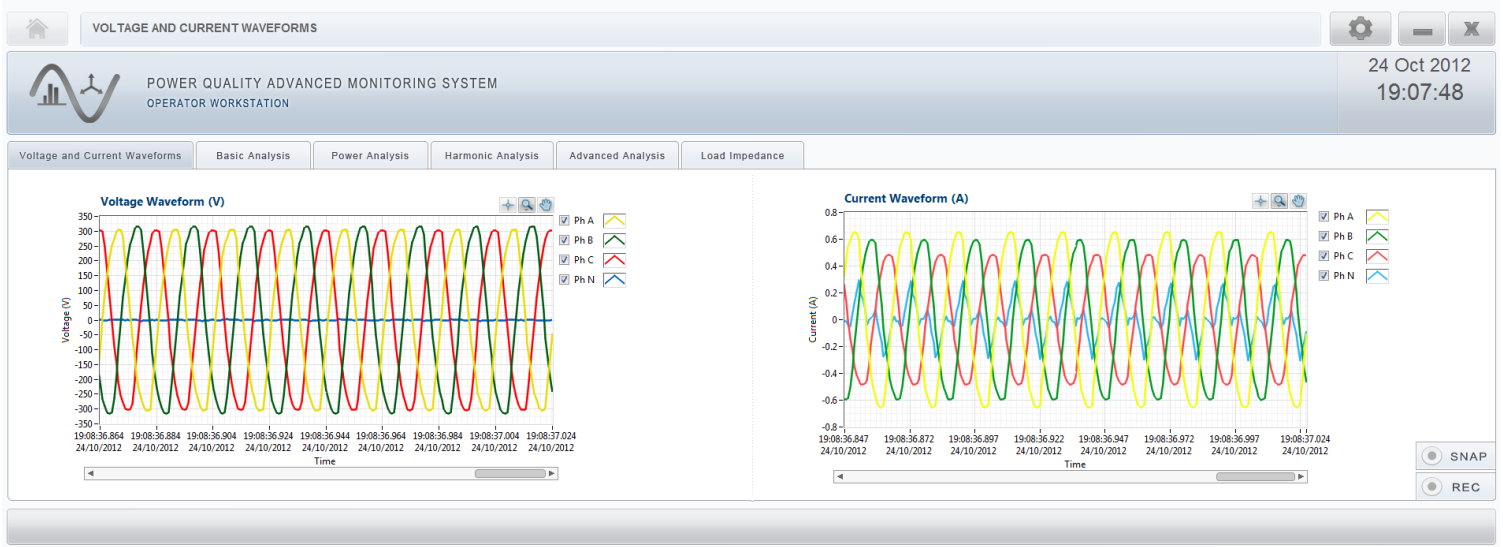 VOLTAGE AND CURRENT WAVEFORMS
POWER QUALITY ADVANCED MONITORING SYSTEM
OPERATOR WORKSTATION
24 Oct 2012
19:07:48
Voltage and Current Waveforms
Basic Analysis
Power Analysis
Harmonic Analysis
Advanced Analysis
Load Impedance
Voltage Waveform (V)
350
300
250
200
150
100
50
0
-50
-100
-150
-200
-250
-300
-350
Voltage (V)
19:08:36.864 19:08:36.884 19:08:36.904 19:08:36.924 19:08:36.944 19:08:36.964 19:08:36.984 19:08:37.004 19:08:37.024
24/10/2012 24/10/2012 24/10/2012 24/10/2012 24/10/2012 24/10/2012 24/10/2012 24/10/2012 24/10/2012
Time
Ph A
Ph B
Ph C
Ph N
Current Waveform (A)
0.8
0.6
0.4
0.2
0
-0.2
-0.4
-0.6
-0.8
Current (A)
19:08:36.847 19:08:36.872 19:08:36.897 19:08:36.922 19:08:36.947 19:08:36.972 19:08:36.997 19:08:37.024
24/10/2012 24/10/2012 24/10/2012 24/10/2012 24/10/2012 24/10/2012 24/10/2012 24/10/2012
Time
Ph A
Ph B
Ph C
Ph N
SNAP
REC